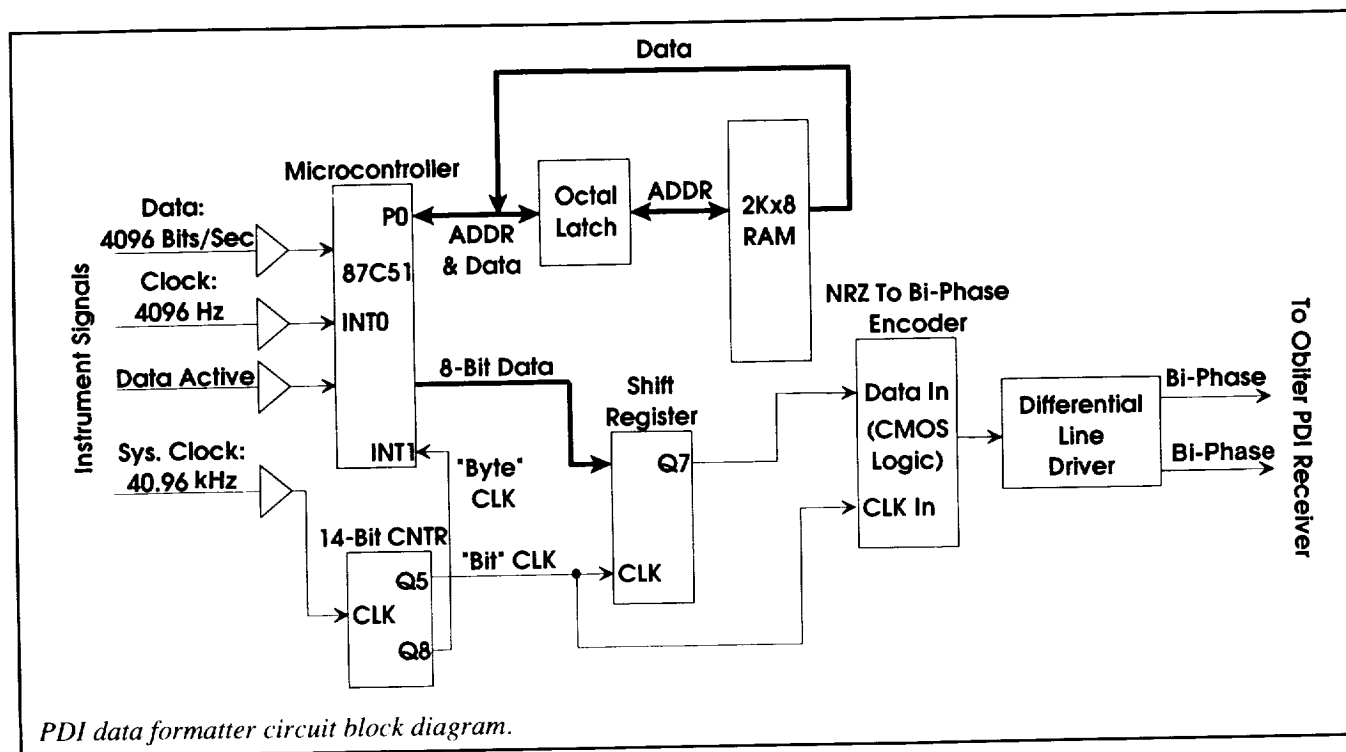 Data
Microcontroller
Data:
4096 Bits/Sec
Clock:
4096 Hz
Data Active
Sys. Clock:
40.96 kHz
Instrument Signals
P0
87C51
INT0
INT1
ADDR
& Data
Octal
Latch
ADDR
2Kx8
RAM
8-Bit Data
"Byte"
CLK
14-Bit CNTR
Q5
CLK
Q8
"Bit" CLK
Shift
Register
Q7
CLK
NRZ To Bi-Phase
Encoder
Data In
(CMOS
Logic)
CLK In
Differential
Line
Driver
Bi-Phase
Bi-Phase
To Obiter PDI Receiver
PDI data formatter circuit block diagram.